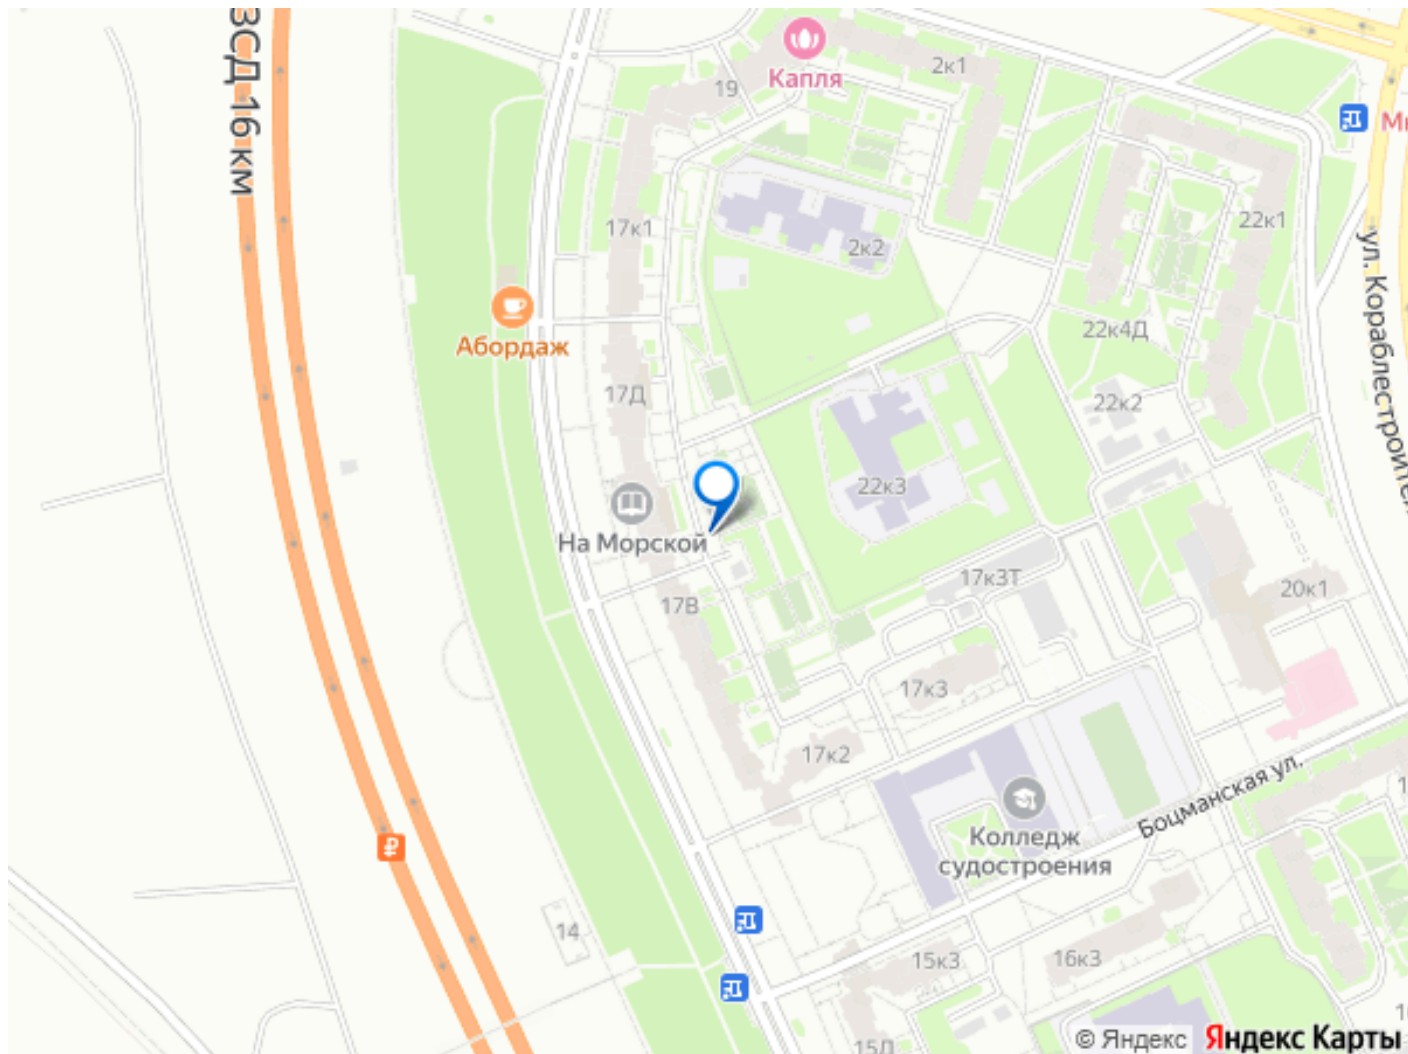 ЗСД 16 км
Капля
19
2к1
22к1
17к1
2к2
ул. Кораблестроител
Абордаж
22к4Д
17Д
22к2
22к3
На Морской
17к3Т
17В
20к1
17к3
17к2
Боцманская ул.
Колледж
судостроения
14
15к3
16к3
15Д
© Яндекс
Яндекс Карты